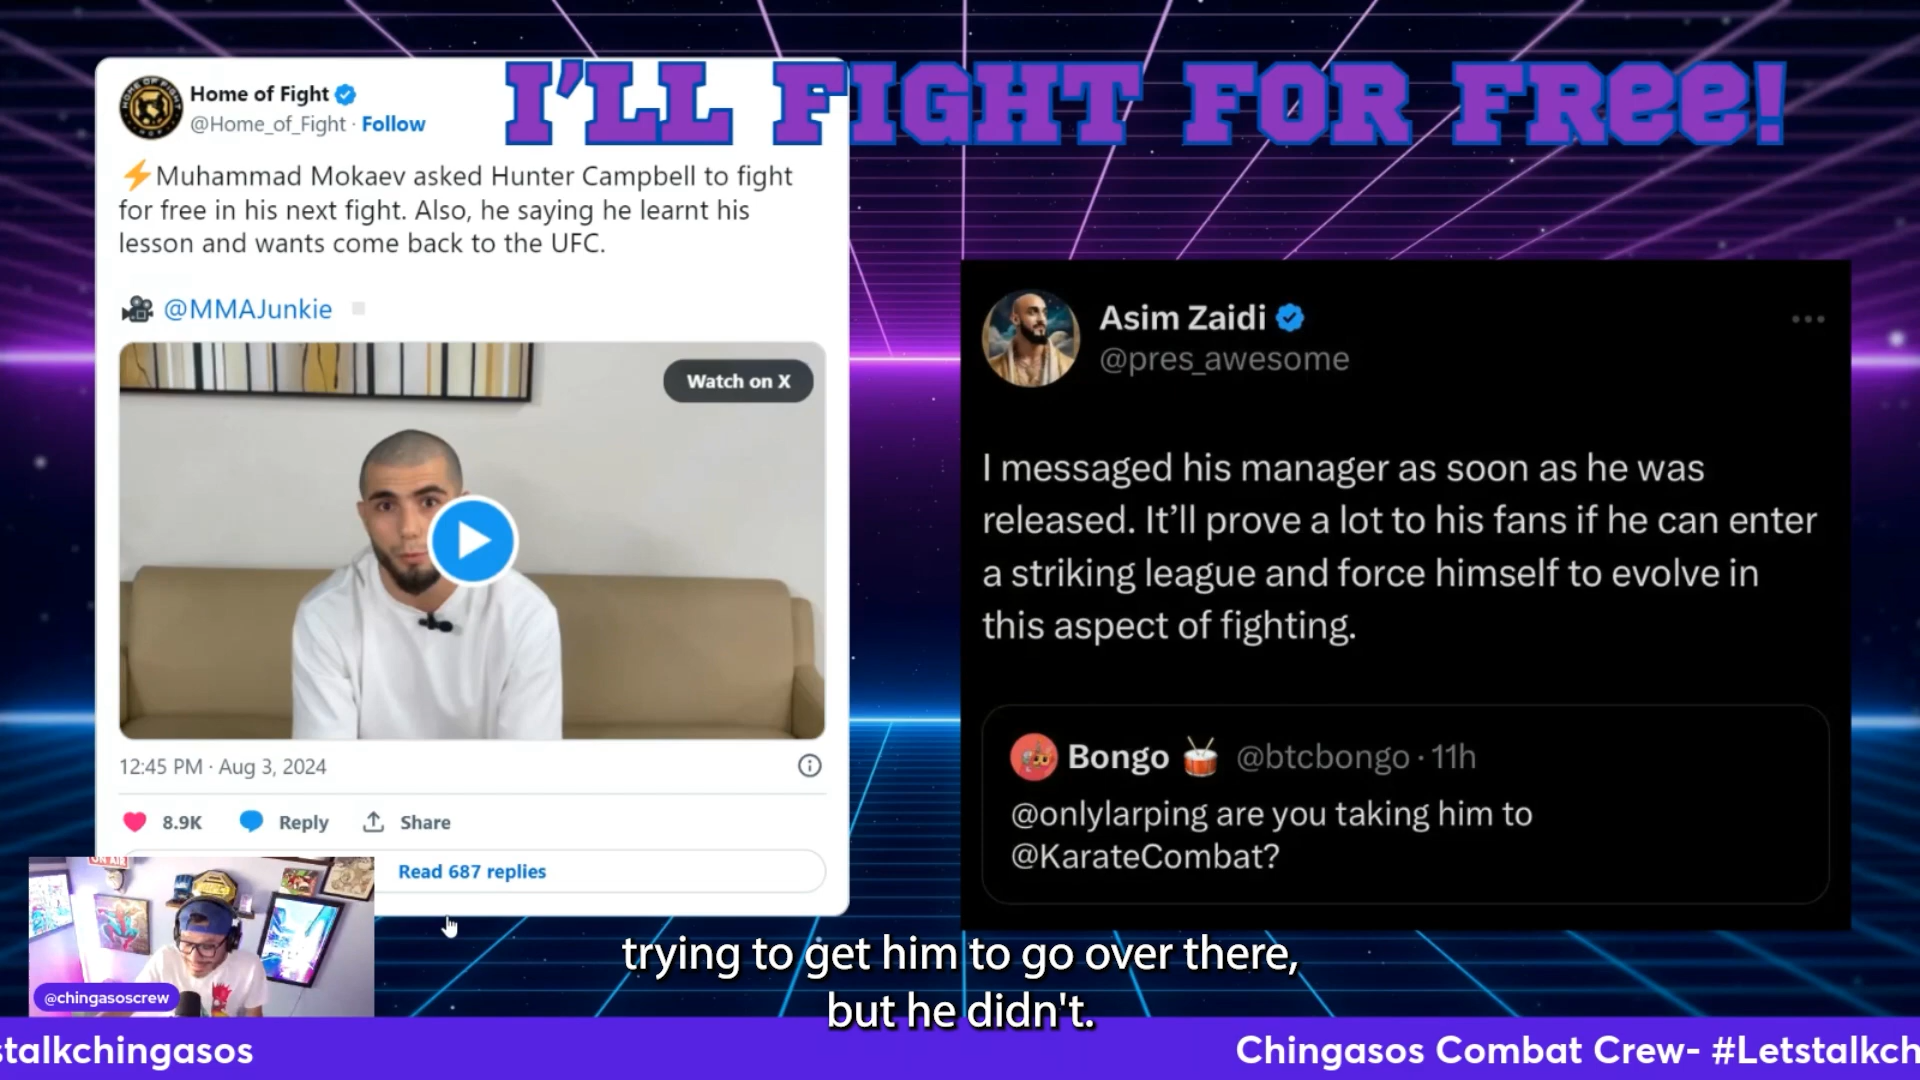 I'LL FIGHT FOR FRee!
Home of Fight
@Home_of_Fight · Follow
⚡Muhammad Mokaev asked Hunter Campbell to fight
for free in his next fight. Also, he saying he learnt his
lesson and wants come back to the UFC.
@MMAJunkie
Watch on X
12:45 PM · Aug 3, 2024
8.9K Reply Share
Read 687 replies
Asim Zaidi
@pres_awesome
I messaged his manager as soon as he was
released. It’ll prove a lot to his fans if he can enter
a striking league and force himself to evolve in
this aspect of fighting.
Bongo 🥁 @btcbongo · 11h
@onlylarping are you taking him to
@KarateCombat?
ON AIR
@chingasoscrew
trying to get him to go over there,
but he didn't.
stalkchingasos
Chingasos Combat Crew- #Letstalkch